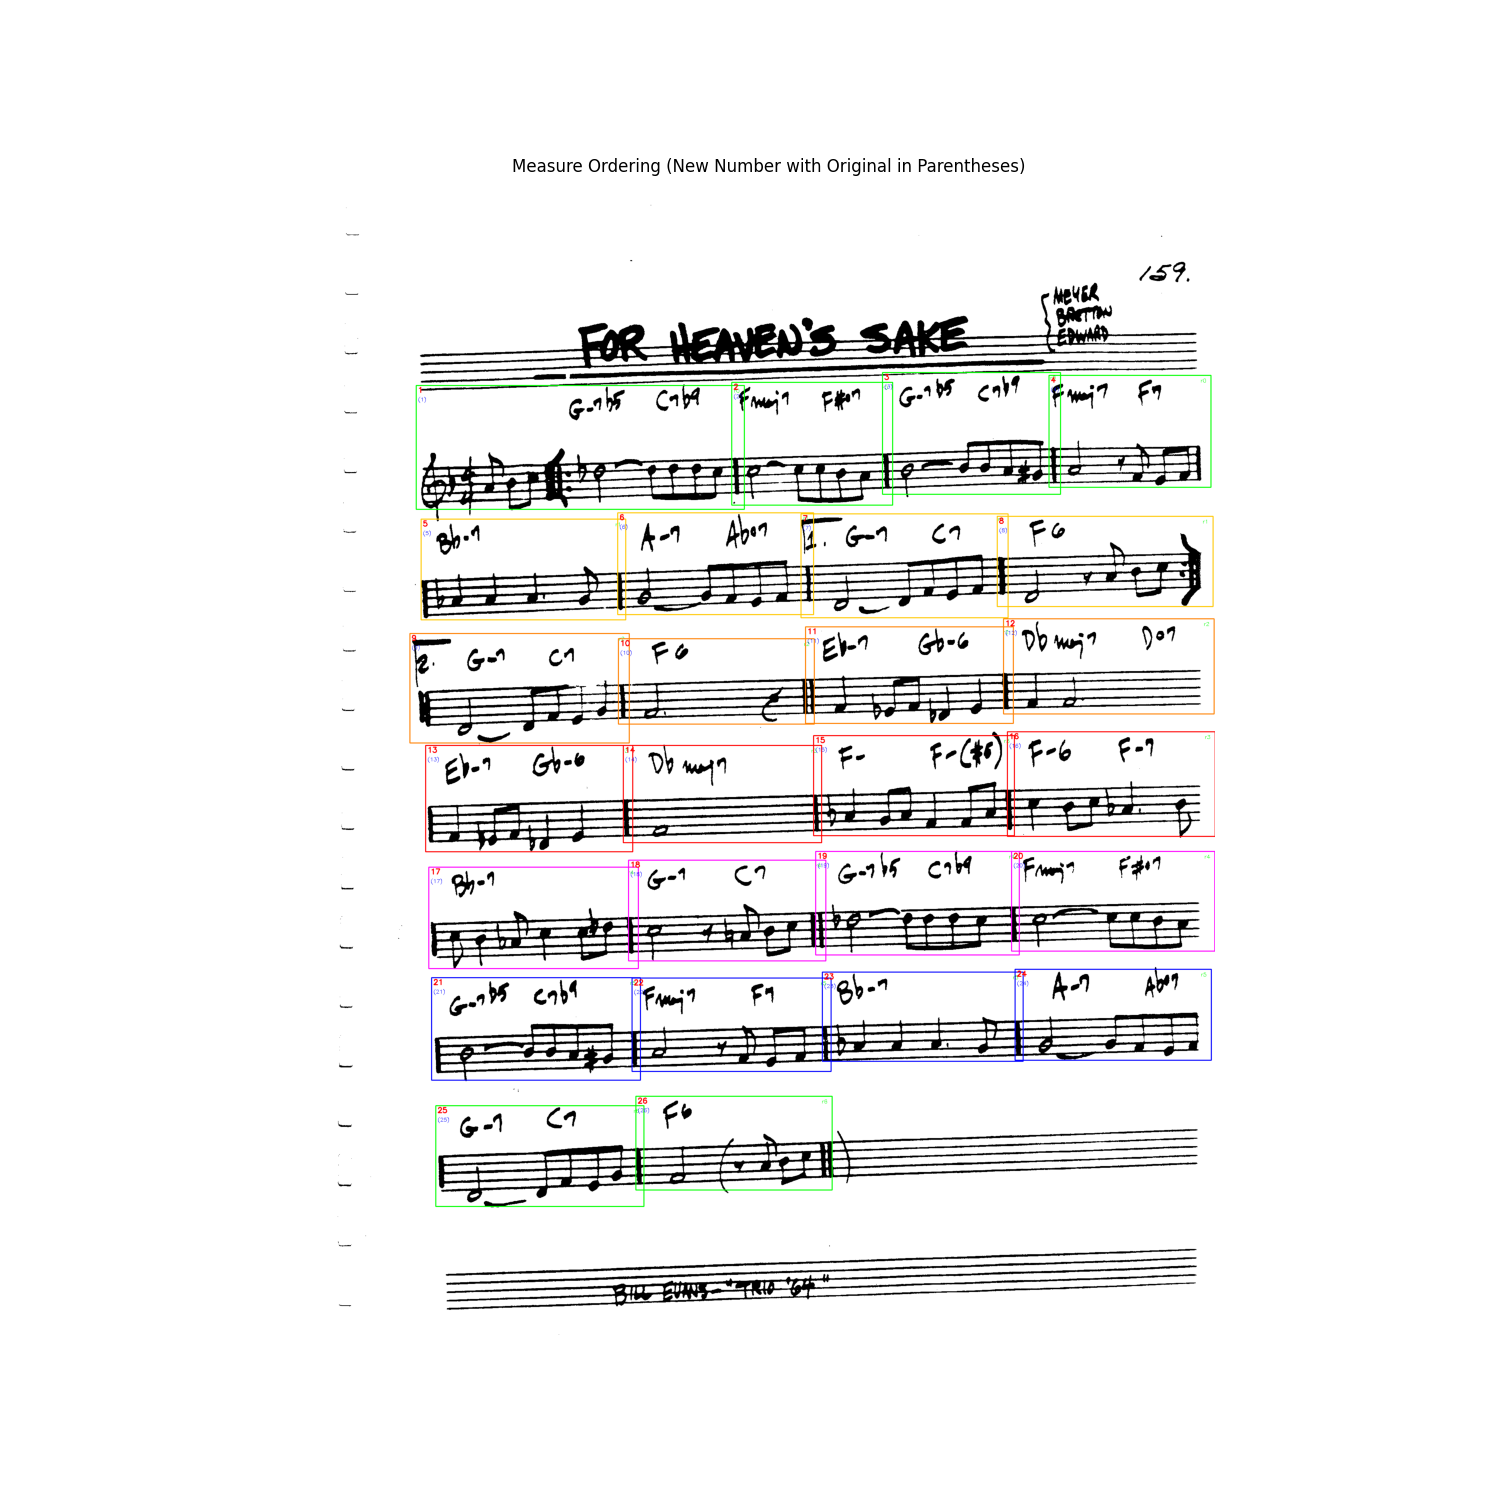 Measure Ordering (New Number with Original in Parentheses)
159.
MEYER
BRETTON
EDWARD
FOR HEAVEN'S SAKE
1 2 3 4
(1) (2) (3) (4)
G-7b5 C7b9 Fmaj7 F#o7 G-7b5 C7b9 Fmaj7 F7
5 6 7 8
(5) (6) (7) (8)
Bb-7 A-7 Abo7 1. G-7 C7 F6
9 10 11 12
(9) (10) (11) (12)
2. G-7 C7 F6 Eb-7 Gb-6 Db maj7 Do7
13 14 15 16
(13) (14) (15) (16)
Eb-7 Gb-6 Db maj7 F- F-(#5) F-6 F-7
17 18 19 20
(17) (18) (19) (20)
Bb-7 G-7 C7 G-7b5 C7b9 Fmaj7 F#o7
21 22 23 24
(21) (22) (23) (24)
G-7b5 C7b9 Fmaj7 F7 Bb-7 A-7 Abo7
25 26
(25) (26)
G-7 C7 F6
BILL EVANS-"TRIO '64"